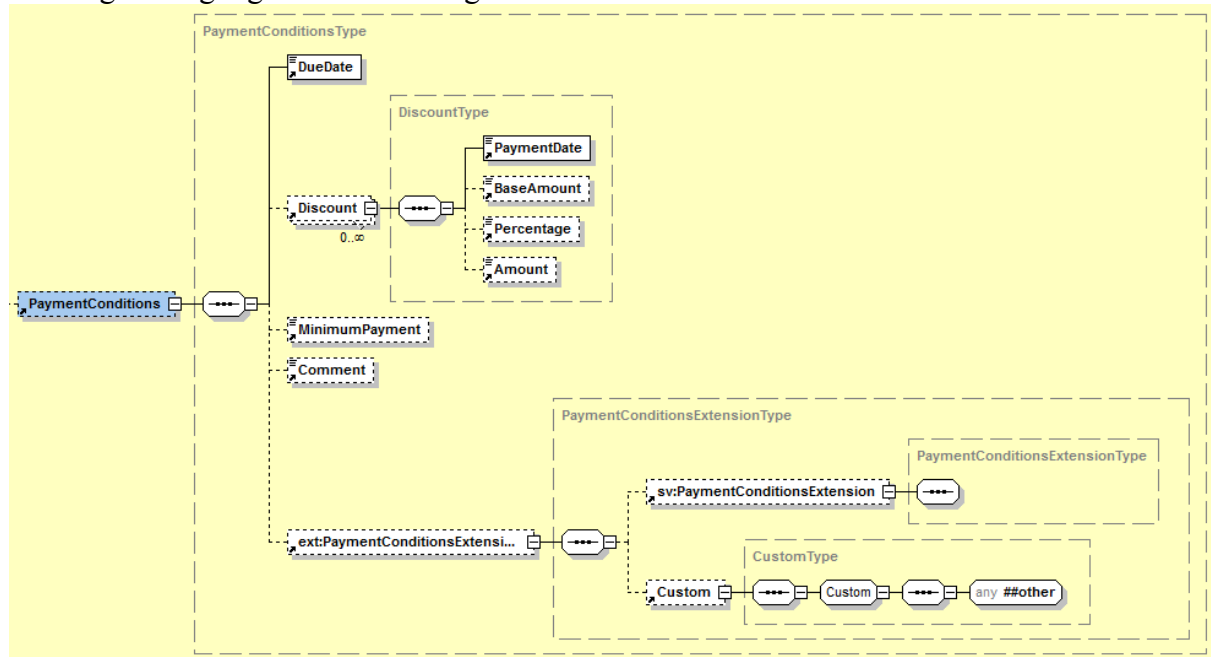 PaymentConditionsType
DueDate
DiscountType
PaymentDate
BaseAmount
Discount
0..∞
Percentage
Amount
PaymentConditions
MinimumPayment
Comment
PaymentConditionsExtensionType
PaymentConditionsExtensionType
sv:PaymentConditionsExtension
ext:PaymentConditionsExtensi...
CustomType
Custom
Custom
any ##other